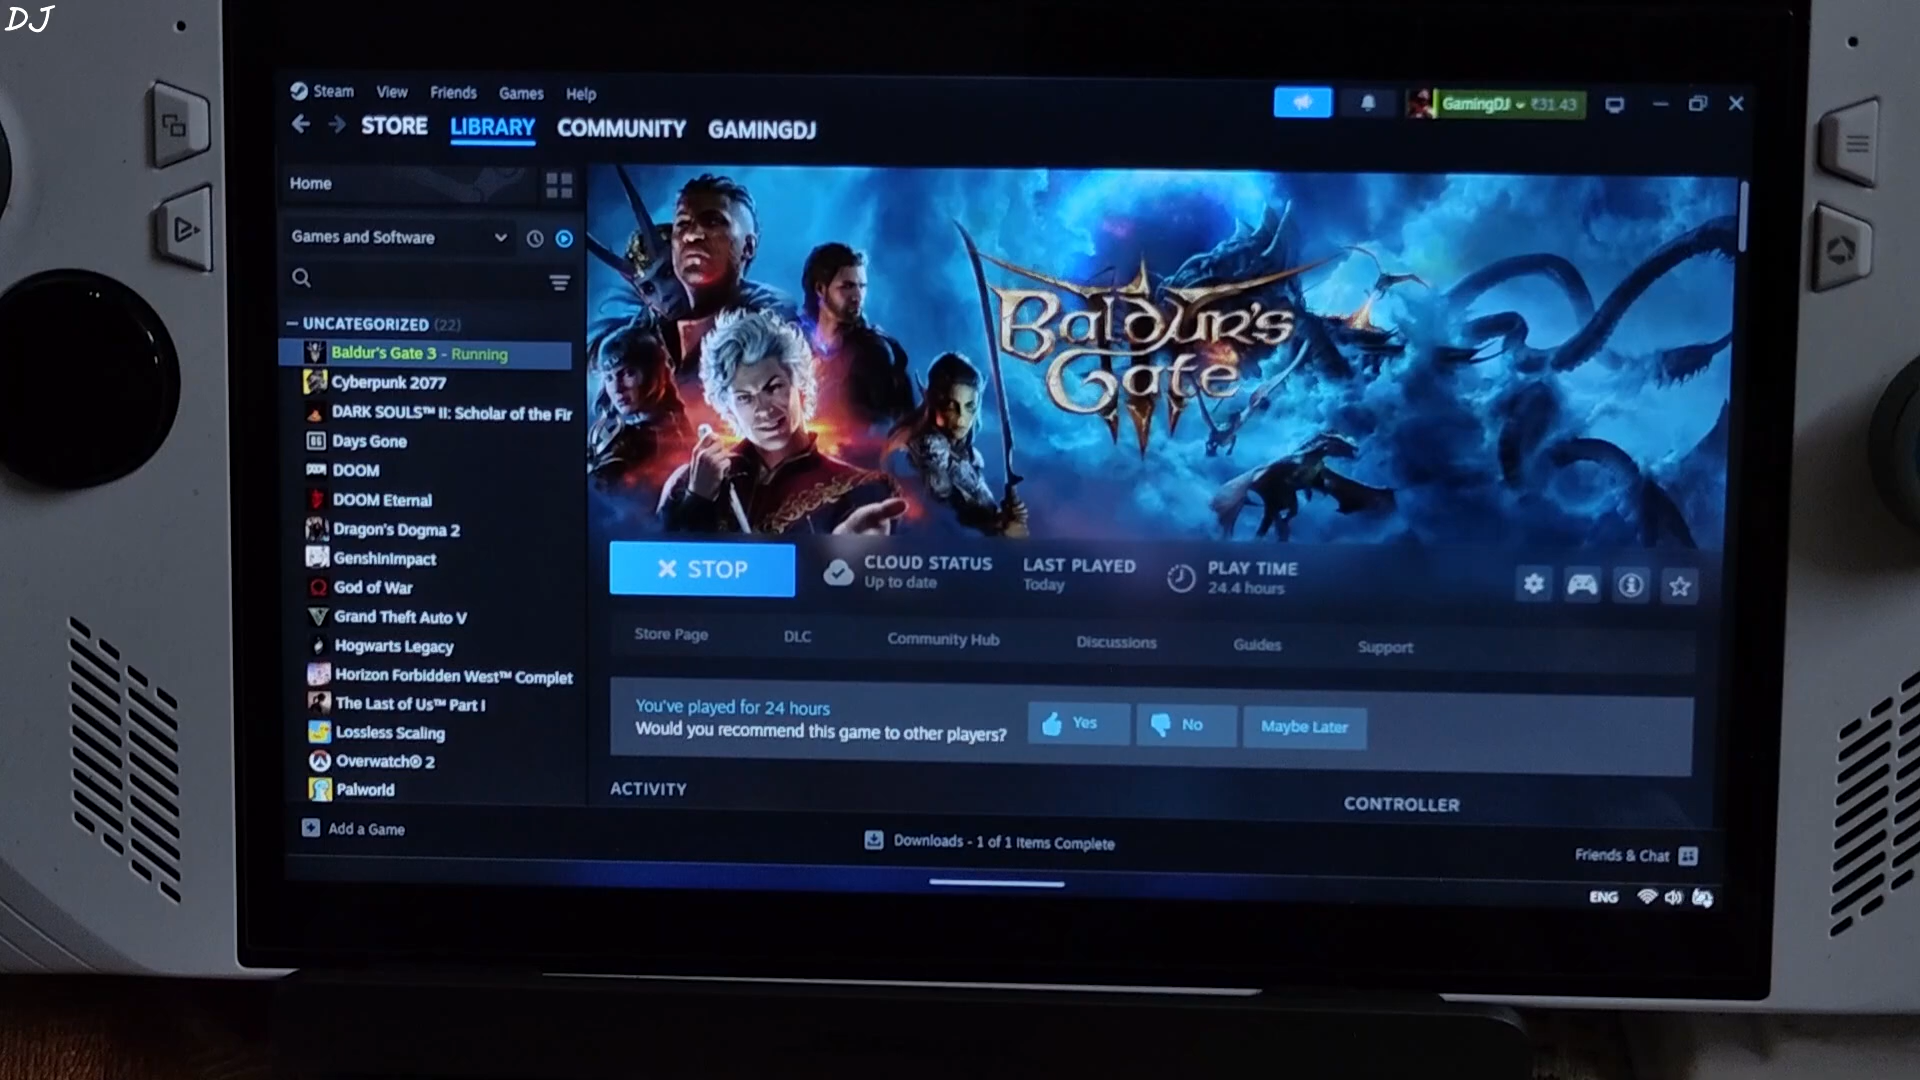 DJ
Steam View Friends Games Help
GamingDJ ₹31.43
STORE LIBRARY COMMUNITY GAMINGDJ
Home
Games and Software
UNCATEGORIZED (22)
Baldur's Gate 3 - Running
Cyberpunk 2077
DARK SOULS™ II: Scholar of the Fir
Days Gone
DOOM
DOOM Eternal
Dragon's Dogma 2
GenshinImpact
God of War
Grand Theft Auto V
Hogwarts Legacy
Horizon Forbidden West™ Complet
The Last of Us™ Part I
Lossless Scaling
Overwatch® 2
Palworld
Add a Game
Baldur's
Gate
III
STOP
CLOUD STATUS
Up to date
LAST PLAYED
Today
PLAY TIME
24.4 hours
Store Page DLC Community Hub Discussions Guides Support
You've played for 24 hours
Would you recommend this game to other players?
Yes No Maybe Later
ACTIVITY
CONTROLLER
Downloads - 1 of 1 Items Complete
Friends & Chat
ENG